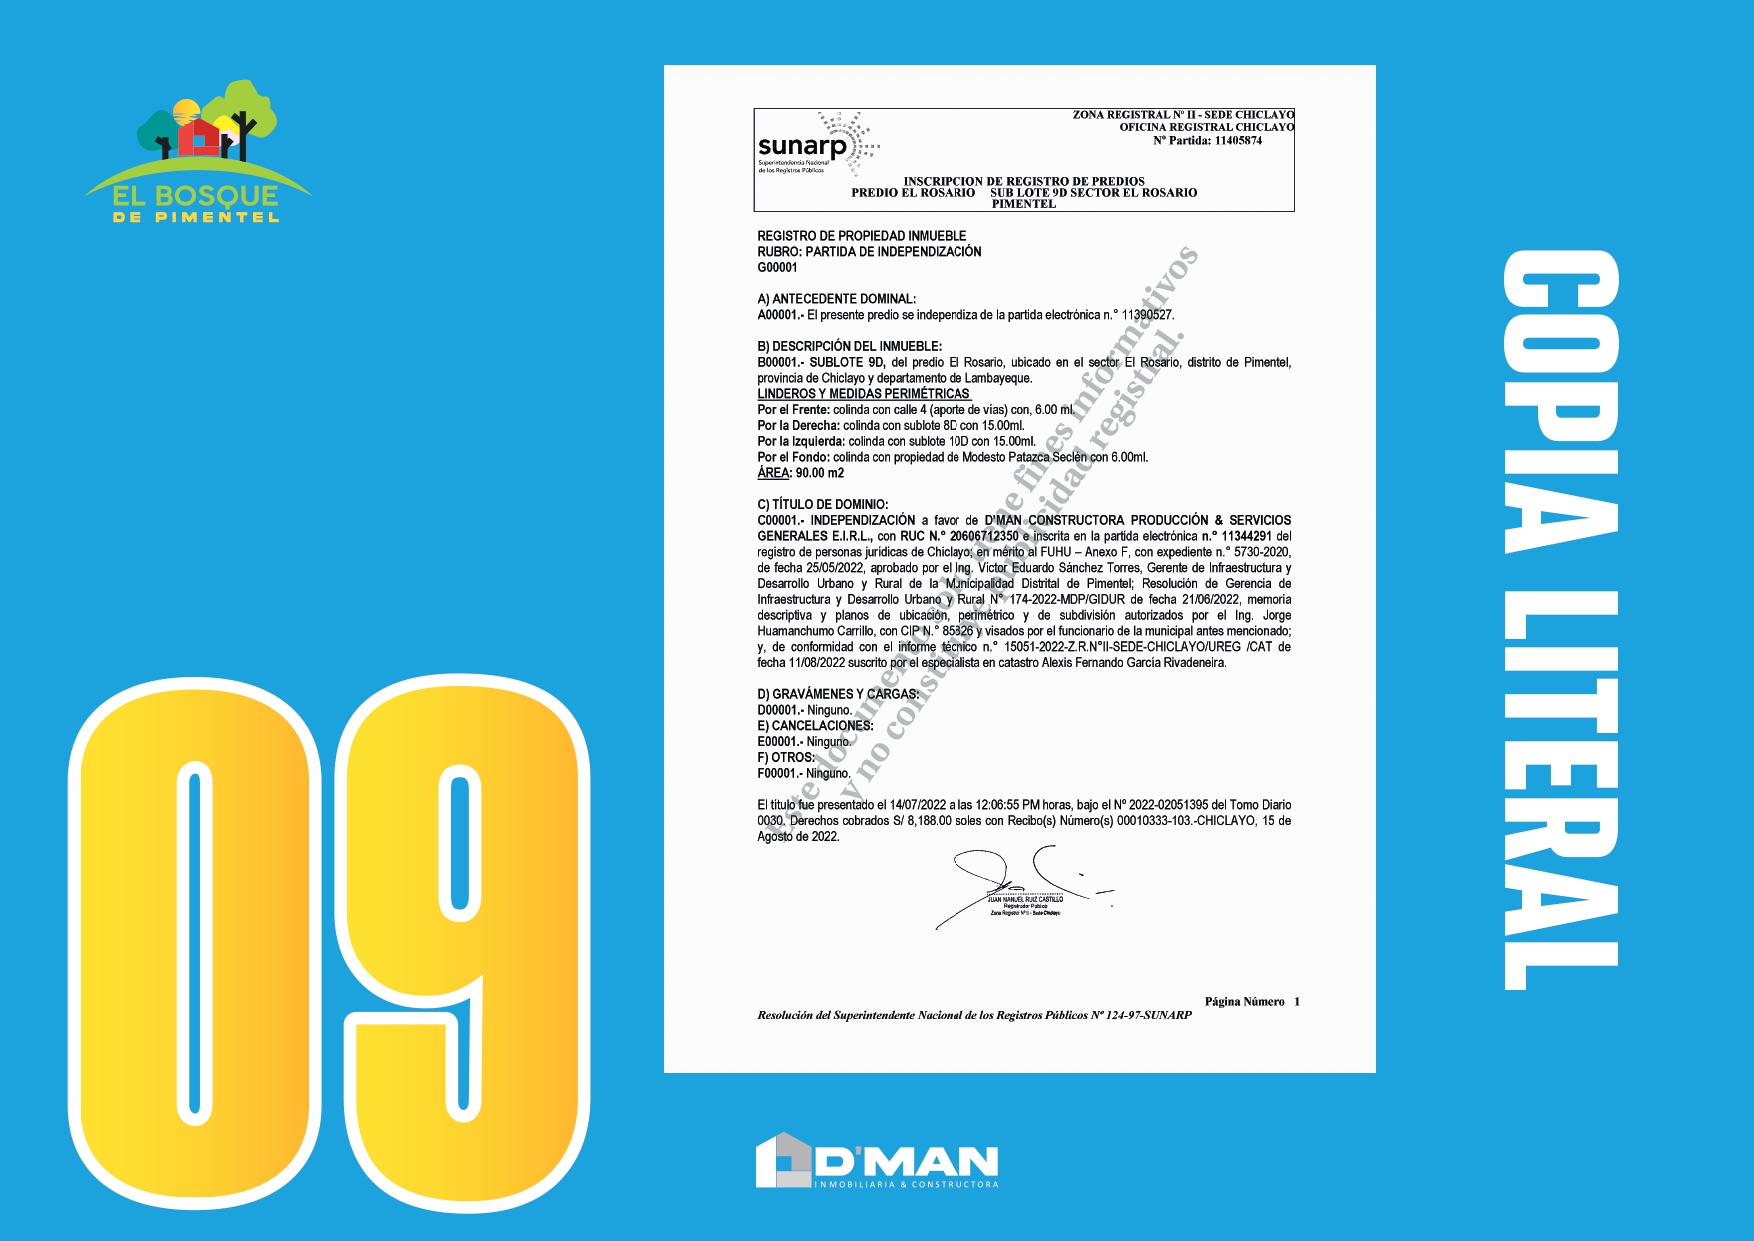 EL BOSQUE
DE PIMENTEL
09
sunarp
Superintendencia Nacional
de los Registros Públicos
ZONA REGISTRAL Nº II - SEDE CHICLAYO
OFICINA REGISTRAL CHICLAYO
Nº Partida: 11405874
INSCRIPCION DE REGISTRO DE PREDIOS
PREDIO EL ROSARIO SUB LOTE 9D SECTOR EL ROSARIO
PIMENTEL
REGISTRO DE PROPIEDAD INMUEBLE
RUBRO: PARTIDA DE INDEPENDIZACIÓN
G00001
A) ANTECEDENTE DOMINAL:
A00001.- El presente predio se independiza de la partida electrónica n.° 11390527.
B) DESCRIPCIÓN DEL INMUEBLE:
B00001.- SUBLOTE 9D, del predio El Rosario, ubicado en el sector El Rosario, distrito de Pimentel,
provincia de Chiclayo y departamento de Lambayeque.
LINDEROS Y MEDIDAS PERIMÉTRICAS
Por el Frente: colinda con calle 4 (aporte de vías) con, 6.00 ml.
Por la Derecha: colinda con sublote 8D con 15.00ml.
Por la Izquierda: colinda con sublote 10D con 15.00ml.
Por el Fondo: colinda con propiedad de Modesto Patazca Seclén con 6.00ml.
ÁREA: 90.00 m2
C) TÍTULO DE DOMINIO:
C00001.- INDEPENDIZACIÓN a favor de D'MAN CONSTRUCTORA PRODUCCIÓN & SERVICIOS
GENERALES E.I.R.L., con RUC N.° 20606712350 e inscrita en la partida electrónica n.° 11344291 del
registro de personas jurídicas de Chiclayo; en mérito al FUHU – Anexo F, con expediente n.° 5730-2020,
de fecha 25/05/2022, aprobado por el Ing. Víctor Eduardo Sánchez Torres, Gerente de Infraestructura y
Desarrollo Urbano y Rural de la Municipalidad Distrital de Pimentel; Resolución de Gerencia de
Infraestructura y Desarrollo Urbano y Rural N° 174-2022-MDP/GIDUR de fecha 21/06/2022, memoria
descriptiva y planos de ubicación, perimétrico y de subdivisión autorizados por el Ing. Jorge
Huamanchumo Carrillo, con CIP N.° 85326 y visados por el funcionario de la municipal antes mencionado;
y, de conformidad con el informe técnico n.° 15051-2022-Z.R.N°II-SEDE-CHICLAYO/UREG /CAT de
fecha 11/08/2022 suscrito por el especialista en catastro Alexis Fernando García Rivadeneira.
D) GRAVÁMENES Y CARGAS:
D00001.- Ninguno.
E) CANCELACIONES:
E00001.- Ninguno.
F) OTROS:
F00001.- Ninguno.
El título fue presentado el 14/07/2022 a las 12:06:55 PM horas, bajo el Nº 2022-02051395 del Tomo Diario
0030. Derechos cobrados S/ 8,188.00 soles con Recibo(s) Número(s) 00010333-103.-CHICLAYO, 15 de
Agosto de 2022.
JUAN MANUEL RUIZ CASTILLO
Registrador Público
Zona Registral Nº II - Sede Chiclayo
Este documento solo tiene fines informativos
y no constituye publicidad registral.
Página Número 1
Resolución del Superintendente Nacional de los Registros Públicos Nº 124-97-SUNARP
COPIA LITERAL
D'MAN
INMOBILIARIA & CONSTRUCTORA